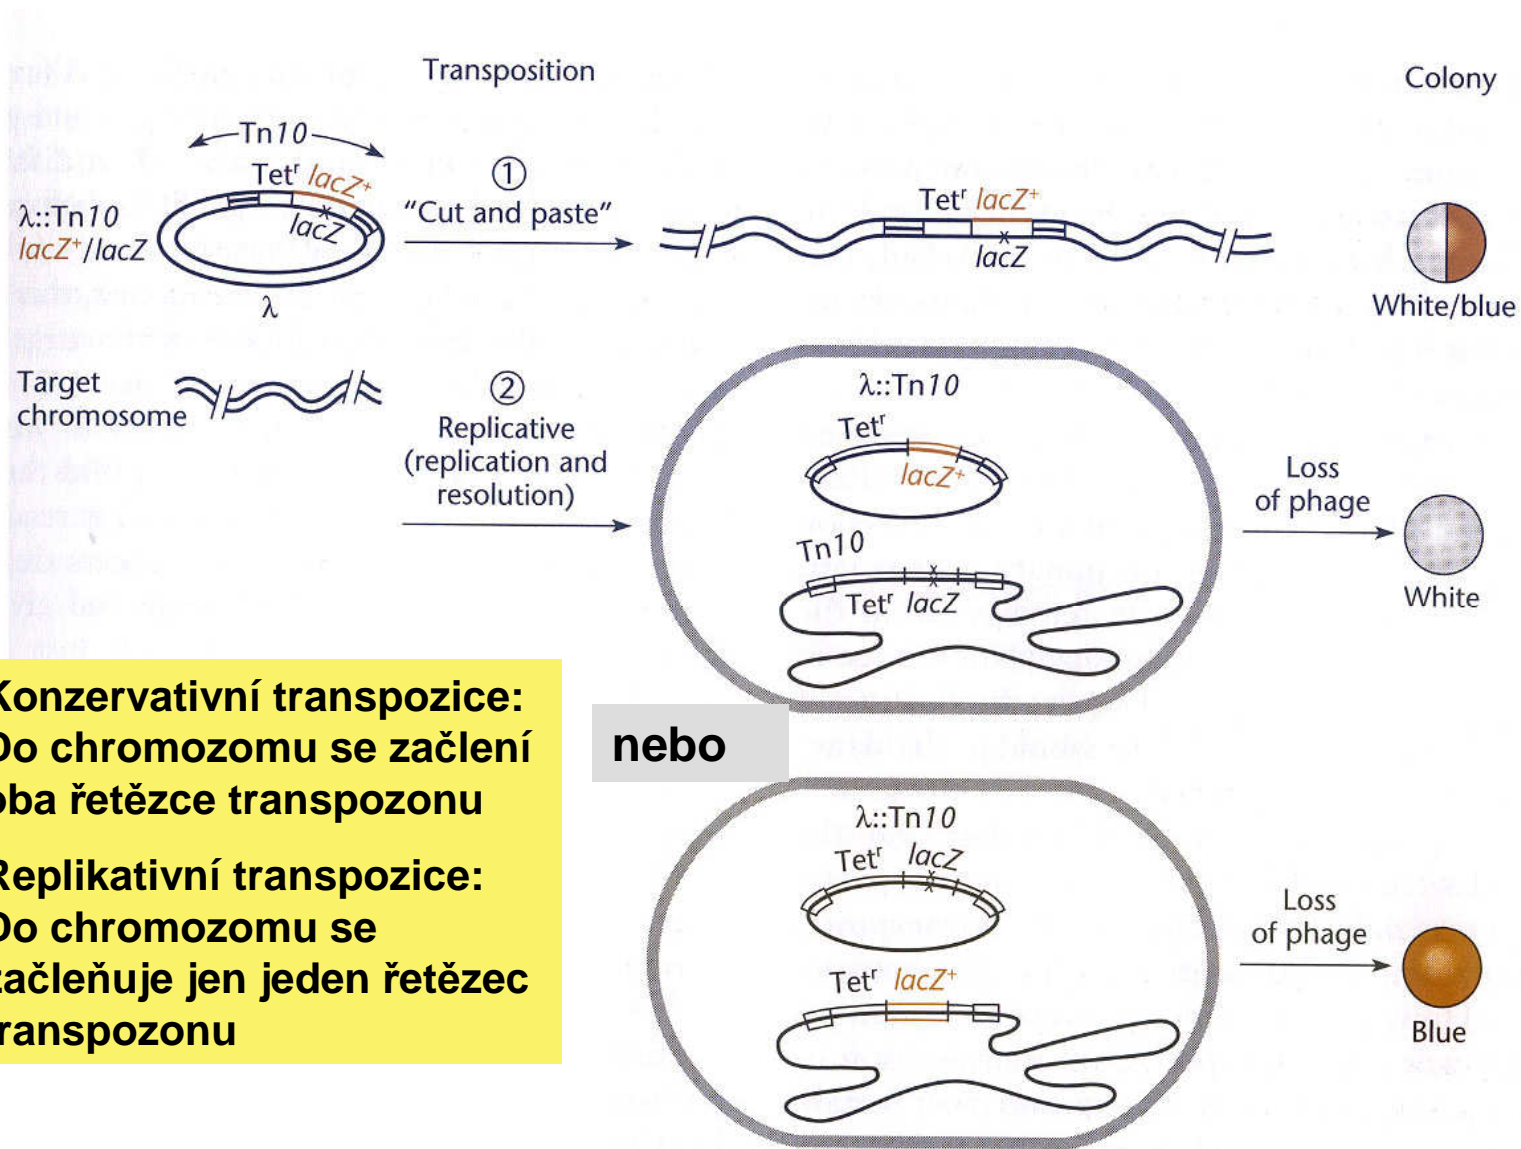 Transposition
Colony
Tn10
Tetʳ lacZ⁺
lacZ
λ::Tn10
lacZ⁺/lacZ
λ
①
"Cut and paste"
Tetʳ lacZ⁺
lacZ
White/blue
Target
chromosome
②
Replicative
(replication and
resolution)
λ::Tn10
Tetʳ
lacZ⁺
Tn10
Tetʳ lacZ
Loss
of phage
White
Konzervativní transpozice:
Do chromozomu se začlení
oba řetězce transpozonu
Replikativní transpozice:
Do chromozomu se
začleňuje jen jeden řetězec
transpozonu
nebo
λ::Tn10
Tetʳ lacZ
Tetʳ lacZ⁺
Loss
of phage
Blue